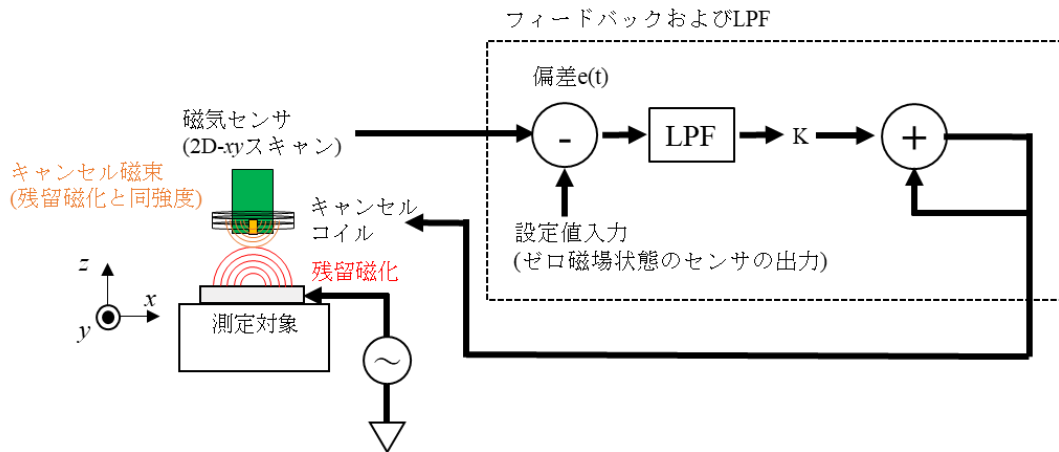 フィードバックおよびLPF
偏差e(t)
磁気センサ
(2D-xyスキャン)
-
LPF
K
+
キャンセル磁束
(残留磁化と同強度)
キャンセル
コイル
設定値入力
(ゼロ磁場状態のセンサの出力)
残留磁化
z
x
y
測定対象
～